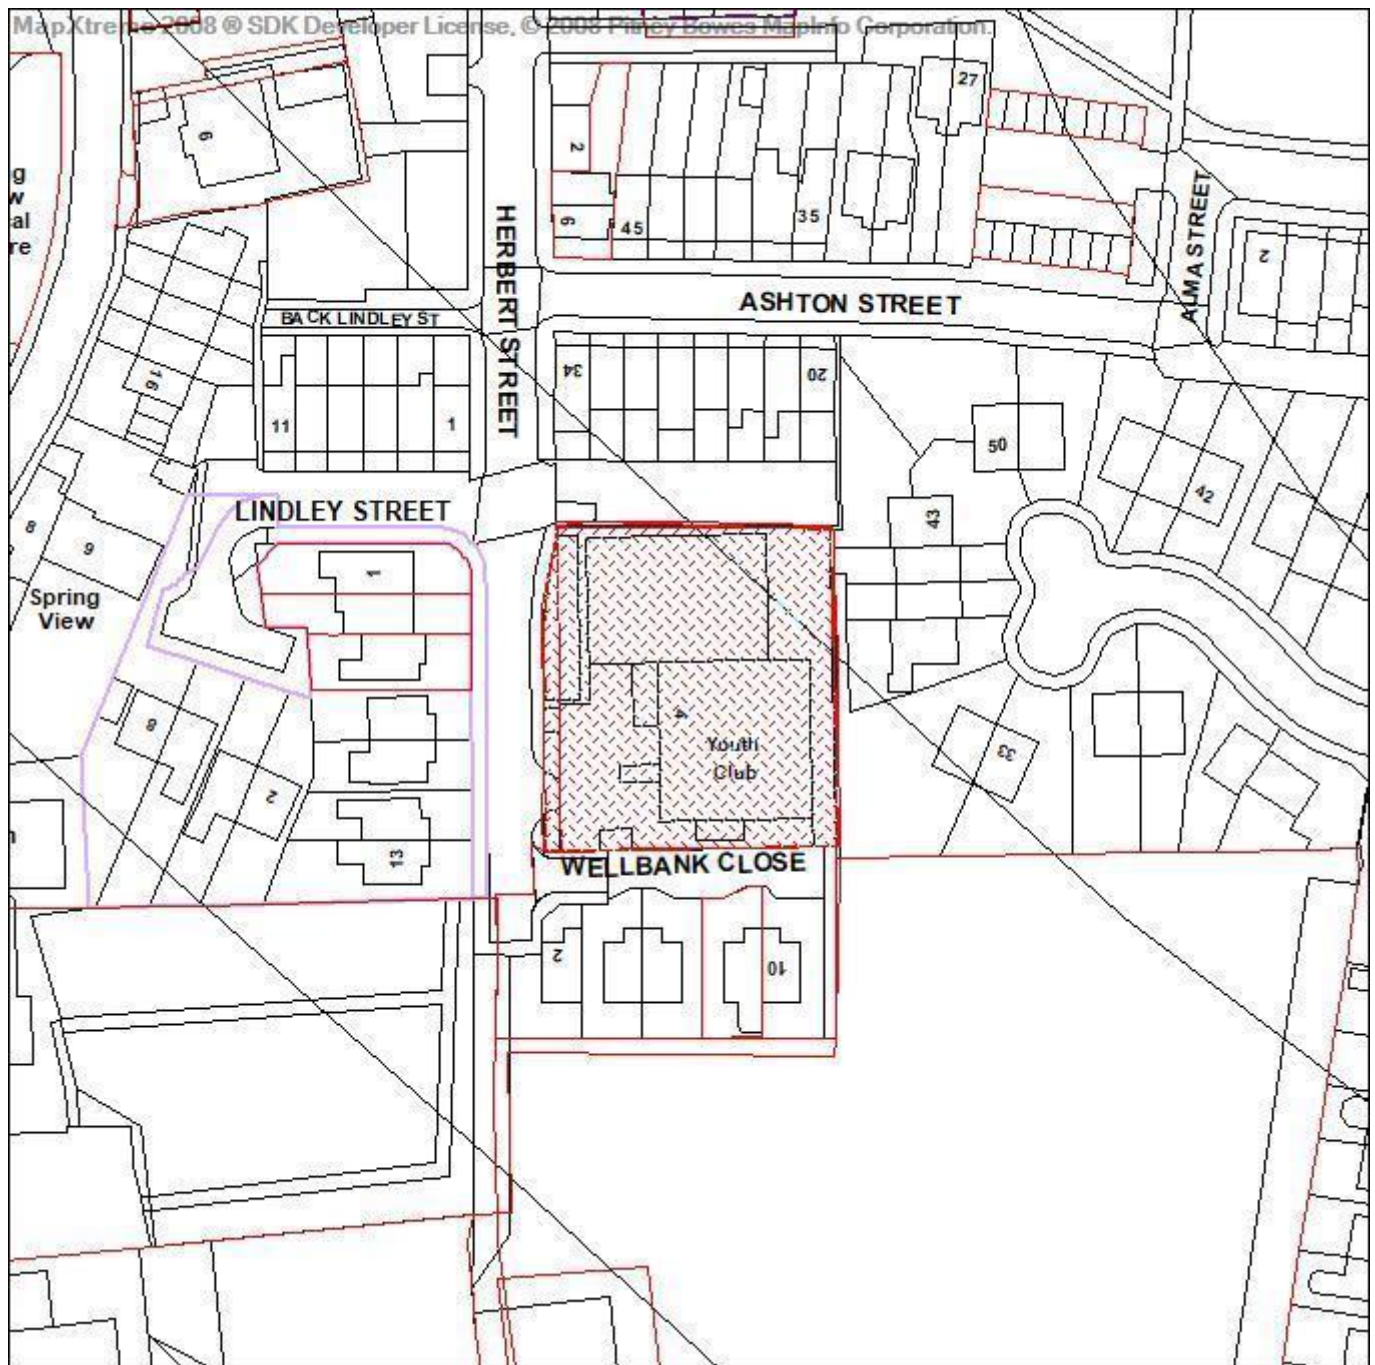 MapXtreme 2008 ® SDK Developer License, © 2008 Pitney Bowes MapInfo Corporation.
27
6
2
g
w
al
re
6
45
35
HERBERT STREET
ALMA STREET
2
ASHTON STREET
BACK LINDLEY ST
16
34
20
11
1
50
42
43
LINDLEY STREET
8
9
1
Spring
View
4
Youth
Club
8
2
33
13
WELLBANK CLOSE
2
10